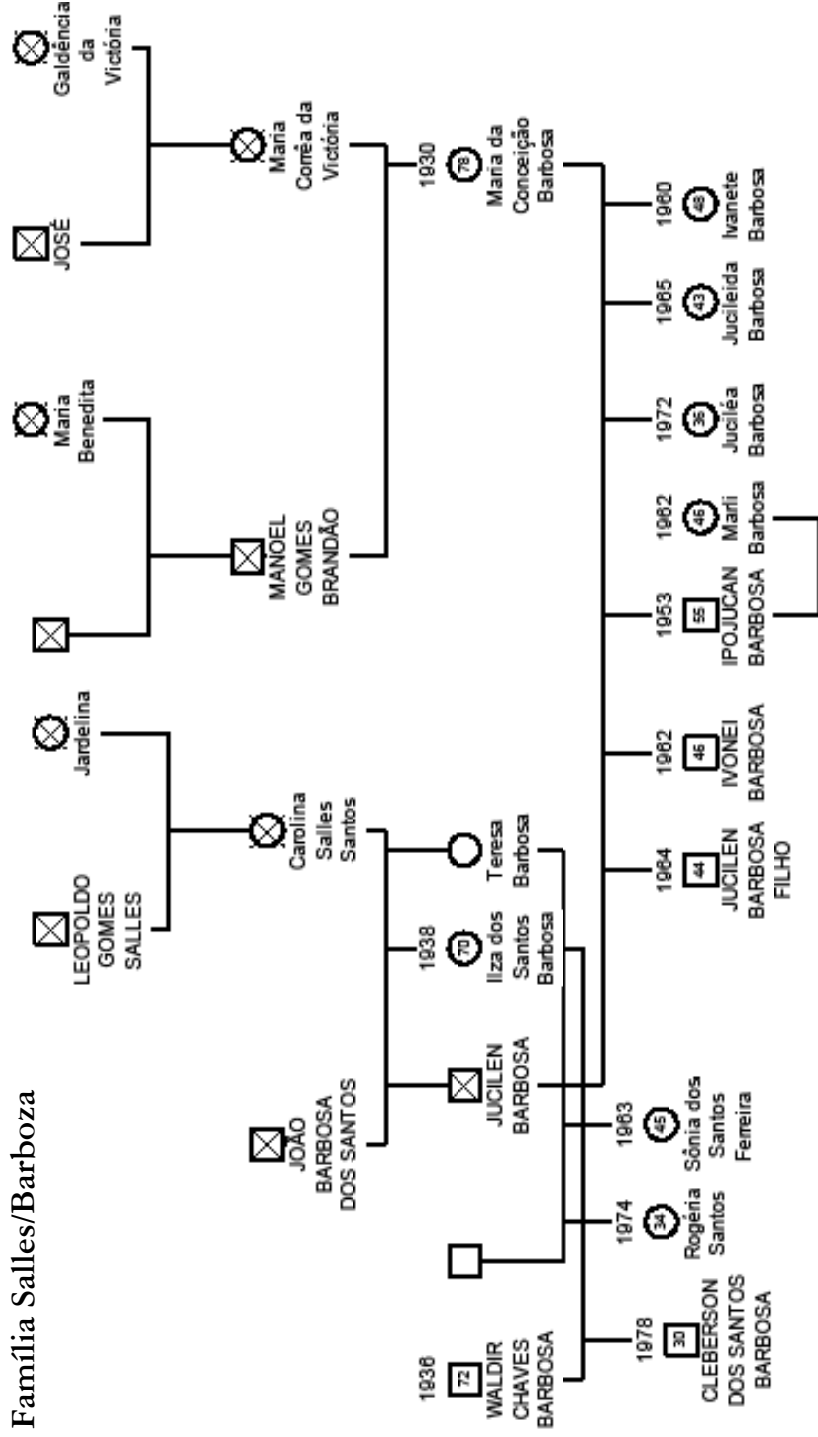 Família Salles/Barboza
LEOPOLDO
GOMES
SALLES
Jardelina
Maria
Benedita
JOSÉ
Galdência
da
Victória
JOÃO
BARBOSA
DOS SANTOS
Carolina
Salles
Santos
MANOEL
GOMES
BRANDÃO
Maria
Corrêa da
Victória
1936
72
WALDIR
CHAVES
BARBOSA
JUCILEN
BARBOSA
1938
70
Ilza dos
Santos
Barbosa
Teresa
Barbosa
1930
78
Maria da
Conceição
Barbosa
1978
30
CLEBERSON
DOS SANTOS
BARBOSA
1974
34
Rogéria
Santos
1963
45
Sônia dos
Santos
Ferreira
1964
44
JUCILEN
BARBOSA
FILHO
1962
46
IVONEI
BARBOSA
1953
55
IPOJUCAN
BARBOSA
1962
46
Marli
Barbosa
1972
36
Juciléa
Barbosa
1965
43
Jucileida
Barbosa
1960
48
Ivanete
Barbosa